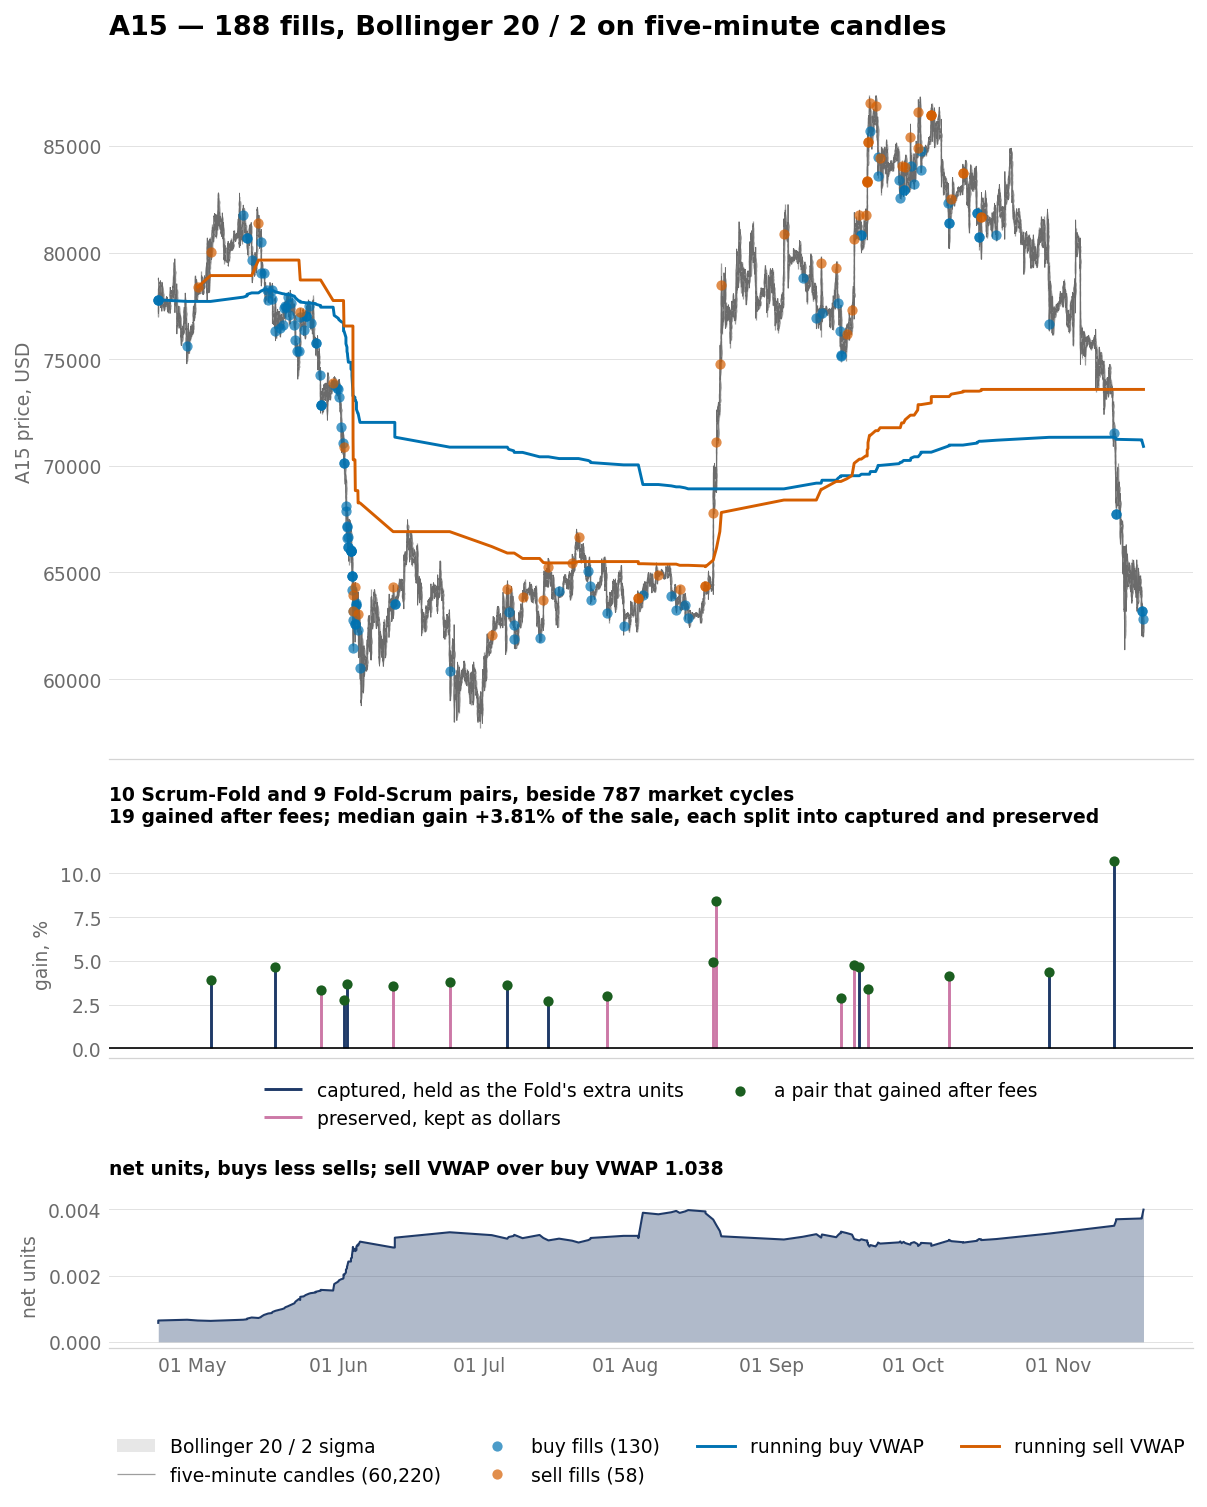 A15 — 188 fills, Bollinger 20 / 2 on five-minute candles
A15 price, USD
85000
80000
75000
70000
65000
60000
10 Scrum-Fold and 9 Fold-Scrum pairs, beside 787 market cycles
19 gained after fees; median gain +3.81% of the sale, each split into captured and preserved
gain, %
10.0
7.5
5.0
2.5
0.0
captured, held as the Fold's extra units
a pair that gained after fees
preserved, kept as dollars
net units, buys less sells; sell VWAP over buy VWAP 1.038
net units
0.004
0.002
0.000
01 May 01 Jun 01 Jul 01 Aug 01 Sep 01 Oct 01 Nov
Bollinger 20 / 2 sigma
buy fills (130)
running buy VWAP
running sell VWAP
five-minute candles (60,220)
sell fills (58)